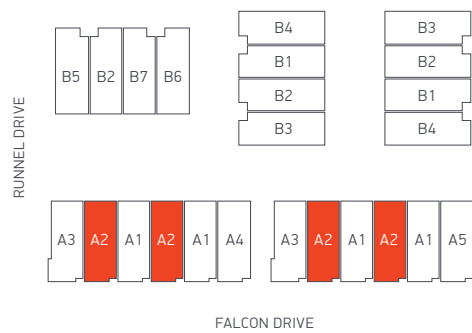 B4
B1
B2
B3
B3
B2
B1
B4
B5 B2 B7 B6
RUNNEL DRIVE
A3 A2 A1 A2 A1 A4
A3 A2 A1 A2 A1 A5
FALCON DRIVE